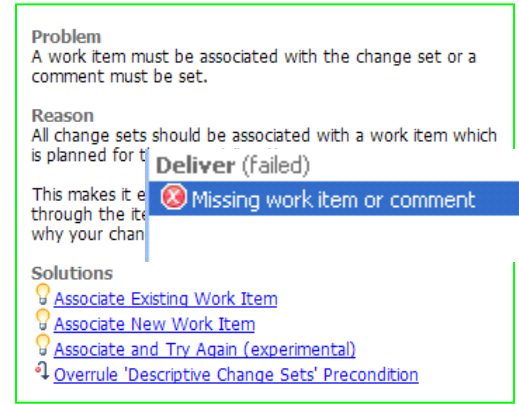 Problem
A work item must be associated with the change set or a
comment must be set.
Reason
All change sets should be associated with a work item which
is planned for
Deliver (failed)
Missing work item or comment
This makes it
through the
why your
Solutions
Associate Existing Work Item
Associate New Work Item
Associate and Try Again (experimental)
Overrule 'Descriptive Change Sets' Precondition